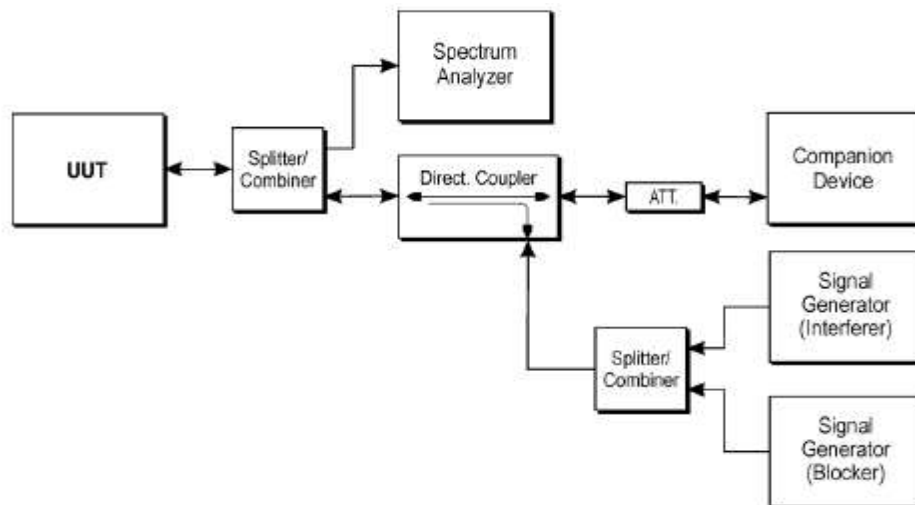 Spectrum
Analyzer
UUT
Splitter/
Combiner
Direct. Coupler
ATT.
Companion
Device
Signal
Generator
(Interferer)
Splitter/
Combiner
Signal
Generator
(Blocker)